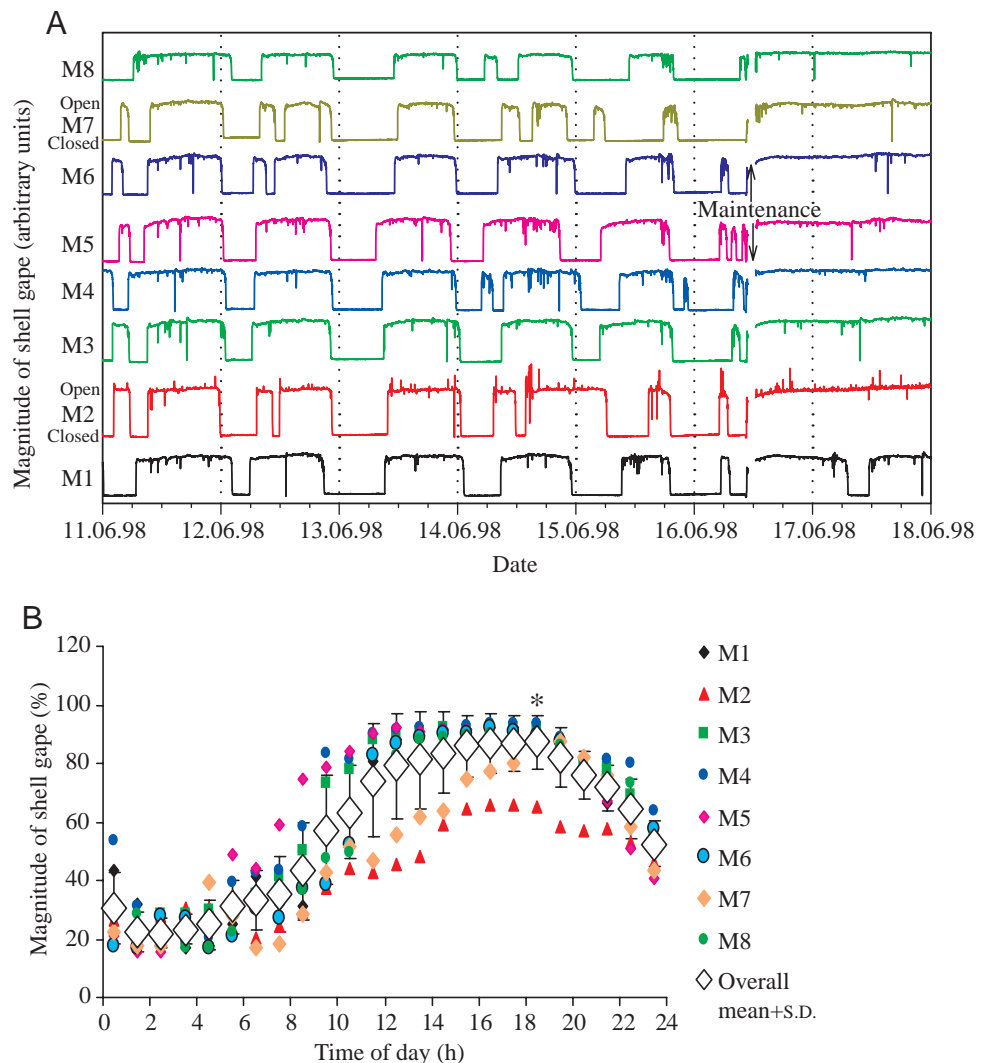 A
Magnitude of shell gape (arbitrary units)
M8
Open
M7
Closed
M6
Maintenance
M5
M4
M3
Open
M2
Closed
M1
11.06.98 12.06.98 13.06.98 14.06.98 15.06.98 16.06.98 17.06.98 18.06.98
Date
B
Magnitude of shell gape (%)
120
100
80
60
40
20
0
*
0 2 4 6 8 10 12 14 16 18 20 22 24
Time of day (h)
M1
M2
M3
M4
M5
M6
M7
M8
Overall
mean+S.D.